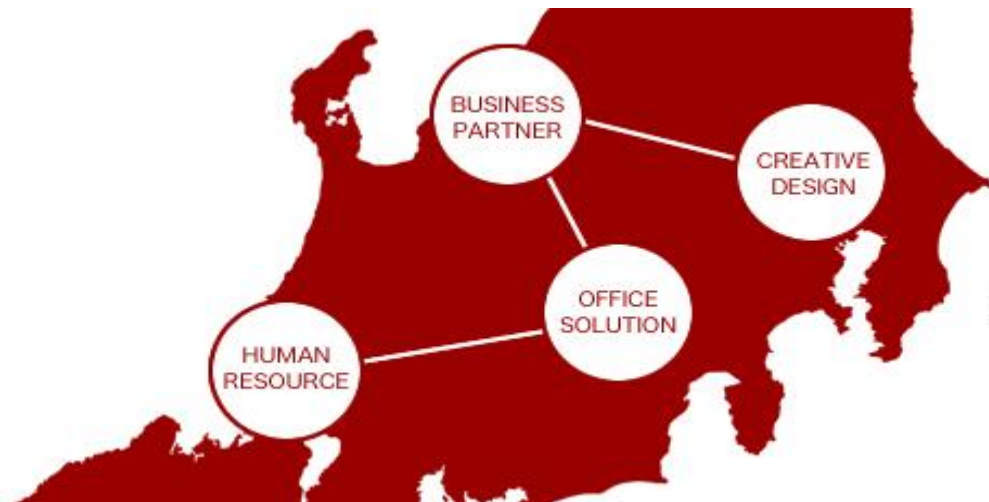 BUSINESS
PARTNER
CREATIVE
DESIGN
OFFICE
SOLUTION
HUMAN
RESOURCE